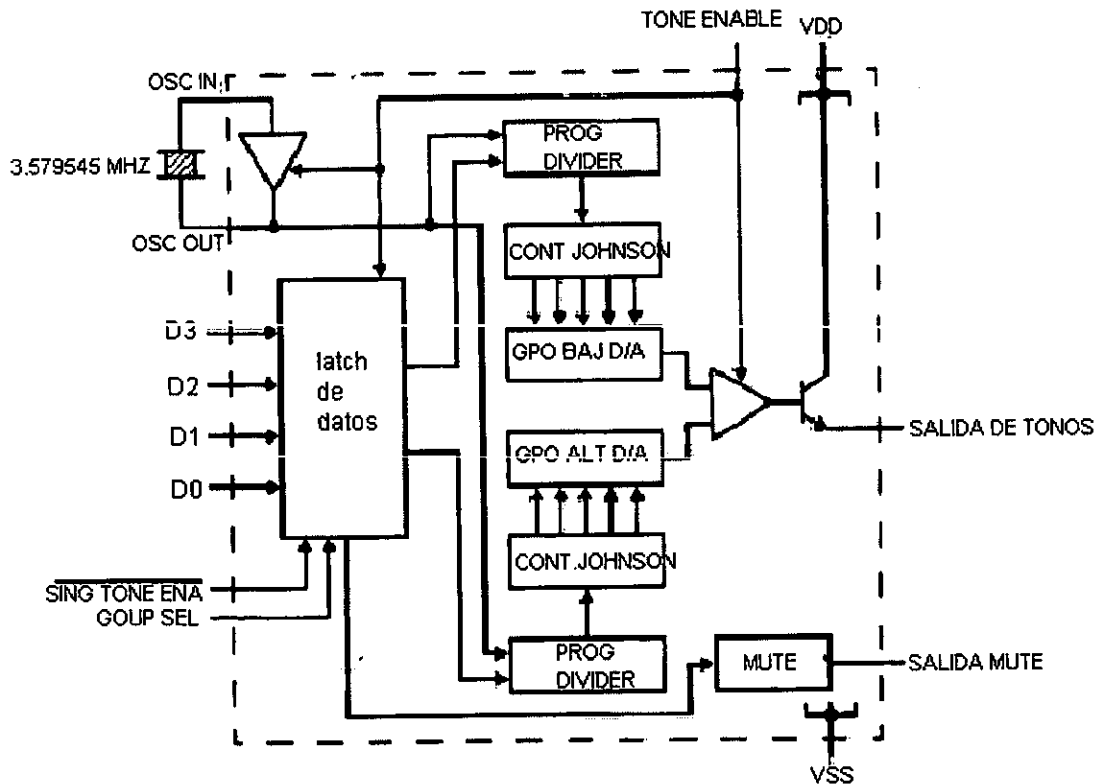 TONE ENABLE
VDD
OSC IN
3.579545 MHZ
OSC OUT
PROG
DIVIDER
CONT JOHNSON
GPO BAJ D/A
D3
D2
D1
D0
latch
de
datos
GPO ALT D/A
CONT.JOHNSON
SALIDA DE TONOS
SING TONE ENA
GOUP SEL
PROG
DIVIDER
MUTE
SALIDA MUTE
VSS